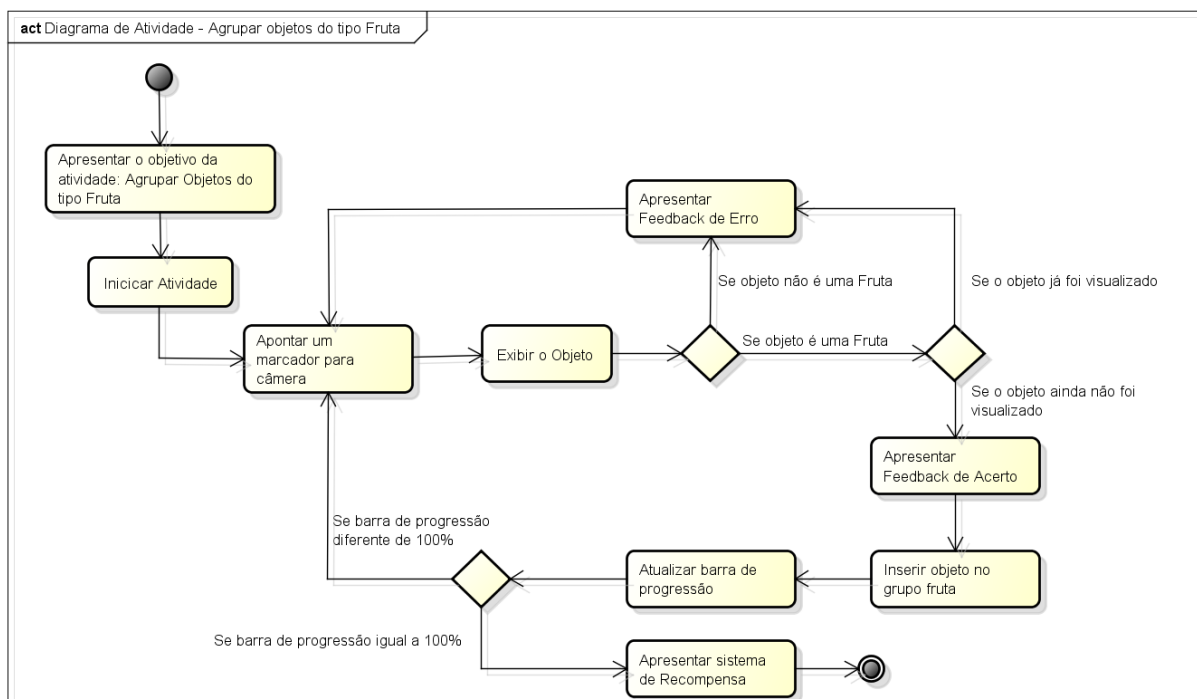 act Diagrama de Atividade - Agrupar objetos do tipo Fruta
Apresentar o objetivo da
atividade: Agrupar Objetos do
tipo Fruta
Inicicar Atividade
Apontar um
marcador para
câmera
Exibir o Objeto
Apresentar
Feedback de Erro
Se objeto não é uma Fruta
Se objeto é uma Fruta
Se o objeto já foi visualizado
Se o objeto ainda não foi
visualizado
Apresentar
Feedback de Acerto
Inserir objeto no
grupo fruta
Atualizar barra de
progressão
Se barra de progressão
diferente de 100%
Se barra de progressão igual a 100%
Apresentar sistema
de Recompensa